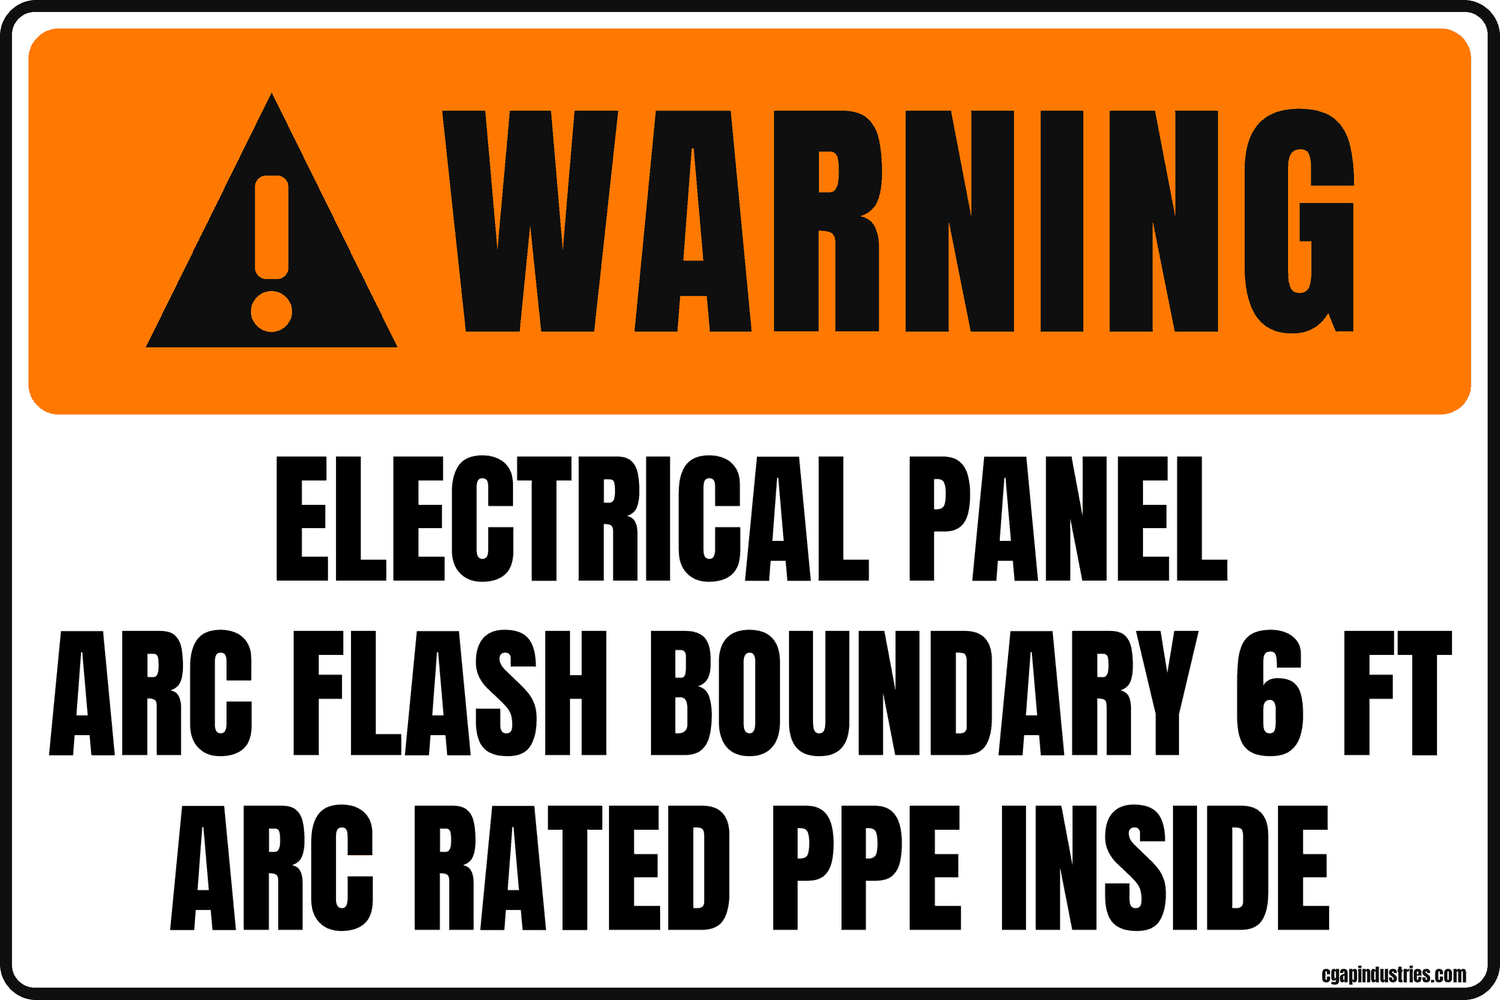 WARNING
ELECTRICAL PANEL
ARC FLASH BOUNDARY 6 FT
ARC RATED PPE INSIDE
cgapindustries.com